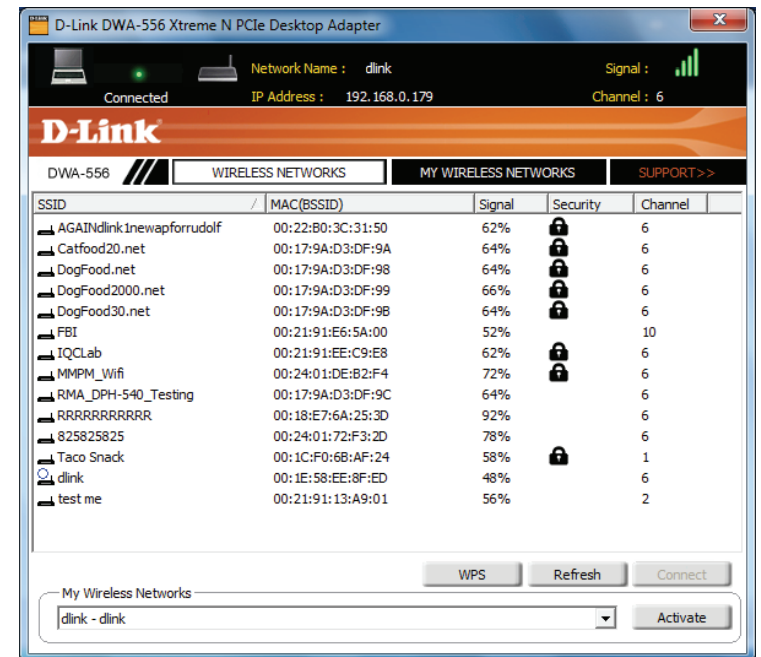 D-Link DWA-556 Xtreme N PCIe Desktop Adapter
Network Name : dlink Signal :
Connected IP Address : 192.168.0.179 Channel : 6
D-Link
DWA-556 WIRELESS NETWORKS MY WIRELESS NETWORKS SUPPORT>>
SSID MAC(BSSID) Signal Security Channel
AGAINdlink1newapforrudolf 00:22:B0:3C:31:50 62% 6
Catfood20.net 00:17:9A:D3:DF:9A 64% 6
DogFood.net 00:17:9A:D3:DF:98 64% 6
DogFood2000.net 00:17:9A:D3:DF:99 66% 6
DogFood30.net 00:17:9A:D3:DF:9B 64% 6
FBI 00:21:91:E6:5A:00 52% 10
IQCLab 00:21:91:EE:C9:E8 62% 6
MMPM_Wifi 00:24:01:DE:B2:F4 72% 6
RMA_DPH-540_Testing 00:17:9A:D3:DF:9C 64% 6
RRRRRRRRRRR 00:18:E7:6A:25:3D 92% 6
825825825 00:24:01:72:F3:2D 78% 6
Taco Snack 00:1C:F0:6B:AF:24 58% 1
dlink 00:1E:58:EE:8F:ED 48% 6
test me 00:21:91:13:A9:01 56% 2
WPS Refresh Connect
My Wireless Networks
dlink - dlink Activate